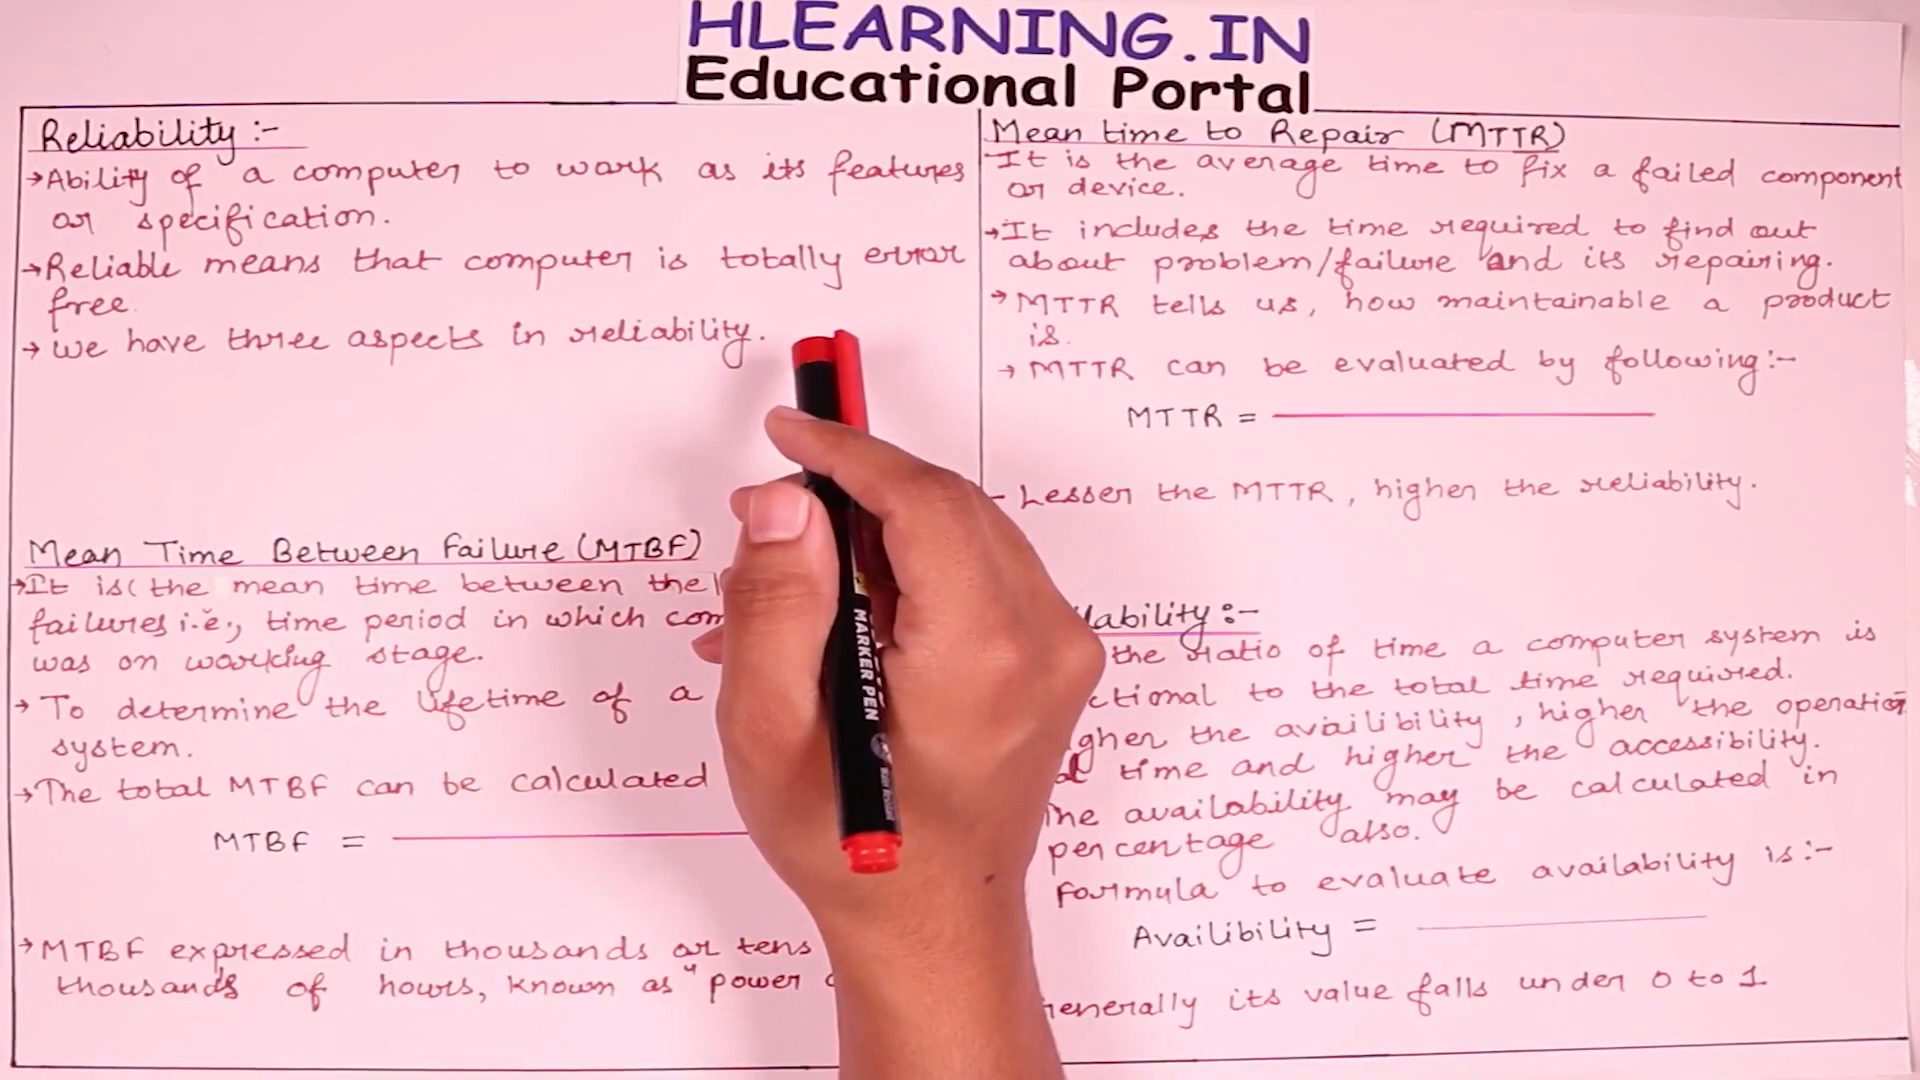 HLEARNING.IN
Educational Portal
Reliability :-
→Ability of a computer to work as its features
or specification.
→Reliable means that computer is totally error
free.
→ We have three aspects in reliability.
Mean Time Between Failure (MTBF)
→It is( the mean time between the
failures i.e., time period in which
was on working stage.
→ To determine the lifetime of a
system.
→The total MTBF can be calculated
MTBF =
→ MTBF expressed in thousands or tens
thousands of hours, known as "power
Mean time to Repair (MTTR)
It is the average time to fix a failed component
or device.
→It includes the time required to find out
about problem/failure and its repairing.
→ MTTR tells us, how maintainable a product
is.
→ MTTR can be evaluated by following:-
MTTR =
- Lesser the MTTR, higher the reliability.
the ratio of time a computer system is
to the total time required.
the availibility, higher the operation
al time and higher the accessibility.
The availability may be calculated in
percentage also.
Formula to evaluate availability is:-
Availibility =
Generally its value falls under 0 to 1
MARKER PEN